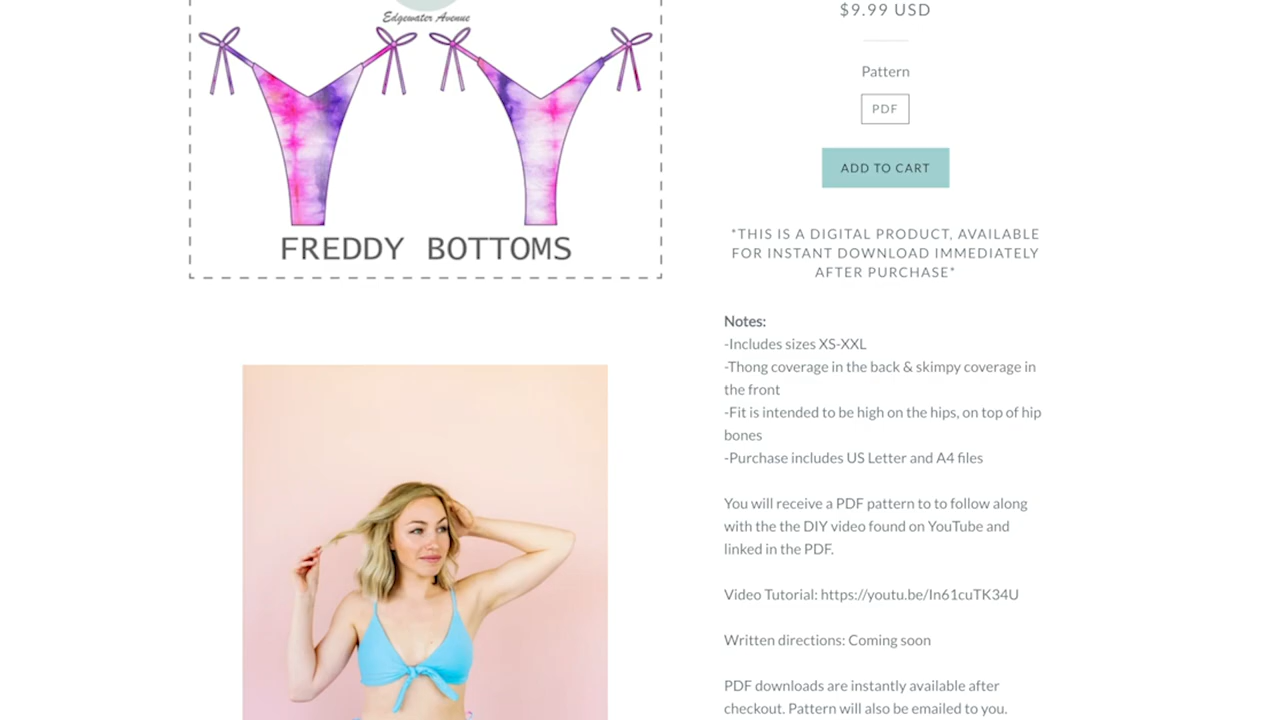 Edgewater Avenue
FREDDY BOTTOMS
$9.99 USD
Pattern
PDF
ADD TO CART
*THIS IS A DIGITAL PRODUCT, AVAILABLE
FOR INSTANT DOWNLOAD IMMEDIATELY
AFTER PURCHASE*
Notes:
-Includes sizes XS-XXL
-Thong coverage in the back & skimpy coverage in
the front
-Fit is intended to be high on the hips, on top of hip
bones
-Purchase includes US Letter and A4 files
You will receive a PDF pattern to to follow along
with the the DIY video found on YouTube and
linked in the PDF.
Video Tutorial: https://youtu.be/In61cuTK34U
Written directions: Coming soon
PDF downloads are instantly available after
checkout. Pattern will also be emailed to you.